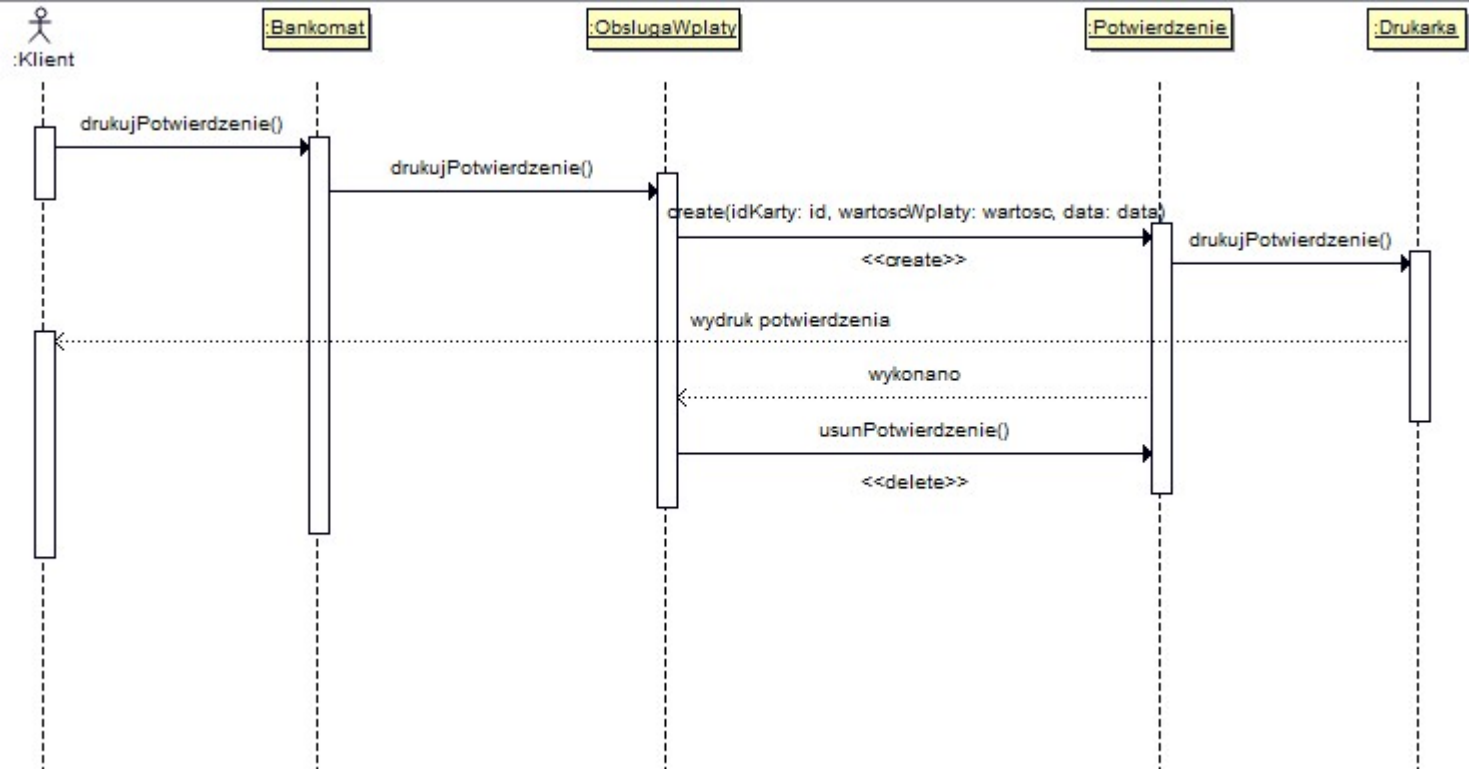 :Klient
:Bankomat
:ObslugaWplaty
:Potwierdzenie
:Drukarka
drukujPotwierdzenie()
drukujPotwierdzenie()
create(idKarty: id, wartoscWplaty: wartosc, data: data)
<<create>>
drukujPotwierdzenie()
wydruk potwierdzenia
wykonano
usunPotwierdzenie()
<<delete>>